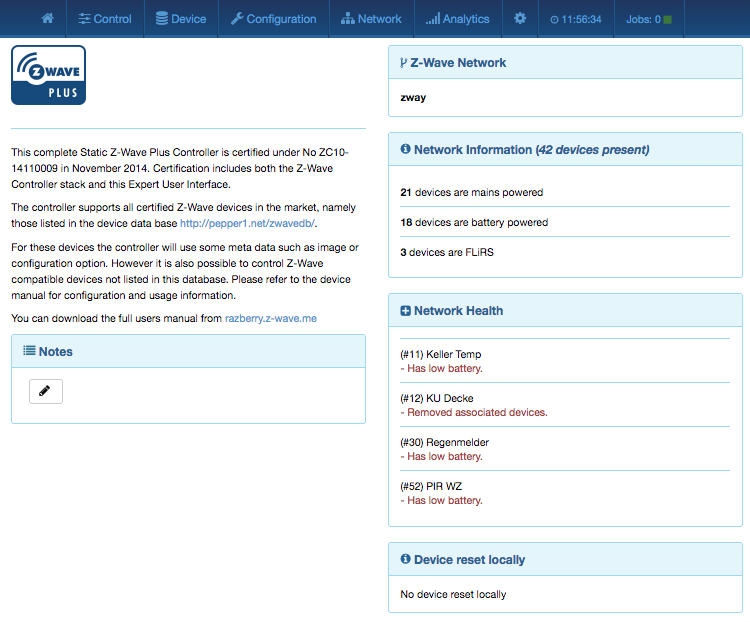 Control Device Configuration Network Analytics 11:56:34 Jobs: 0
Z WAVE
PLUS
This complete Static Z-Wave Plus Controller is certified under No ZC10-
14110009 in November 2014. Certification includes both the Z-Wave
Controller stack and this Expert User Interface.
The controller supports all certified Z-Wave devices in the market, namely
those listed in the device data base http://pepper1.net/zwavedb/.
For these devices the controller will use some meta data such as image or
configuration option. However it is also possible to control Z-Wave
compatible devices not listed in this database. Please refer to the device
manual for configuration and usage information.
You can download the full users manual from razberry.z-wave.me
Notes
Z-Wave Network
zway
Network Information (42 devices present)
21 devices are mains powered
18 devices are battery powered
3 devices are FLiRS
Network Health
(#11) Keller Temp
- Has low battery.
(#12) KU Decke
- Removed associated devices.
(#30) Regenmelder
- Has low battery.
(#52) PIR WZ
- Has low battery.
Device reset locally
No device reset locally